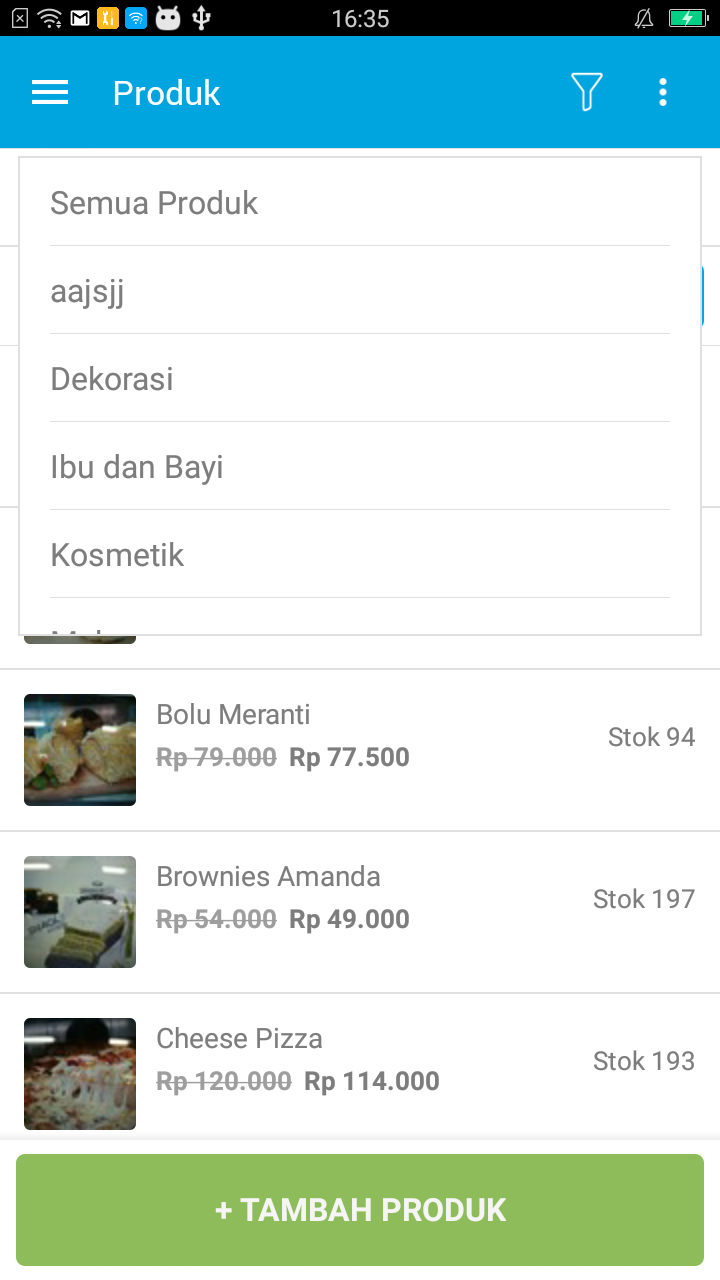 16:35
Produk
Semua Produk
aajsjj
Dekorasi
Ibu dan Bayi
Kosmetik
Bolu Meranti
Rp 79.000 Rp 77.500
Stok 94
Brownies Amanda
Rp 54.000 Rp 49.000
Stok 197
Cheese Pizza
Rp 120.000 Rp 114.000
Stok 193
+ TAMBAH PRODUK